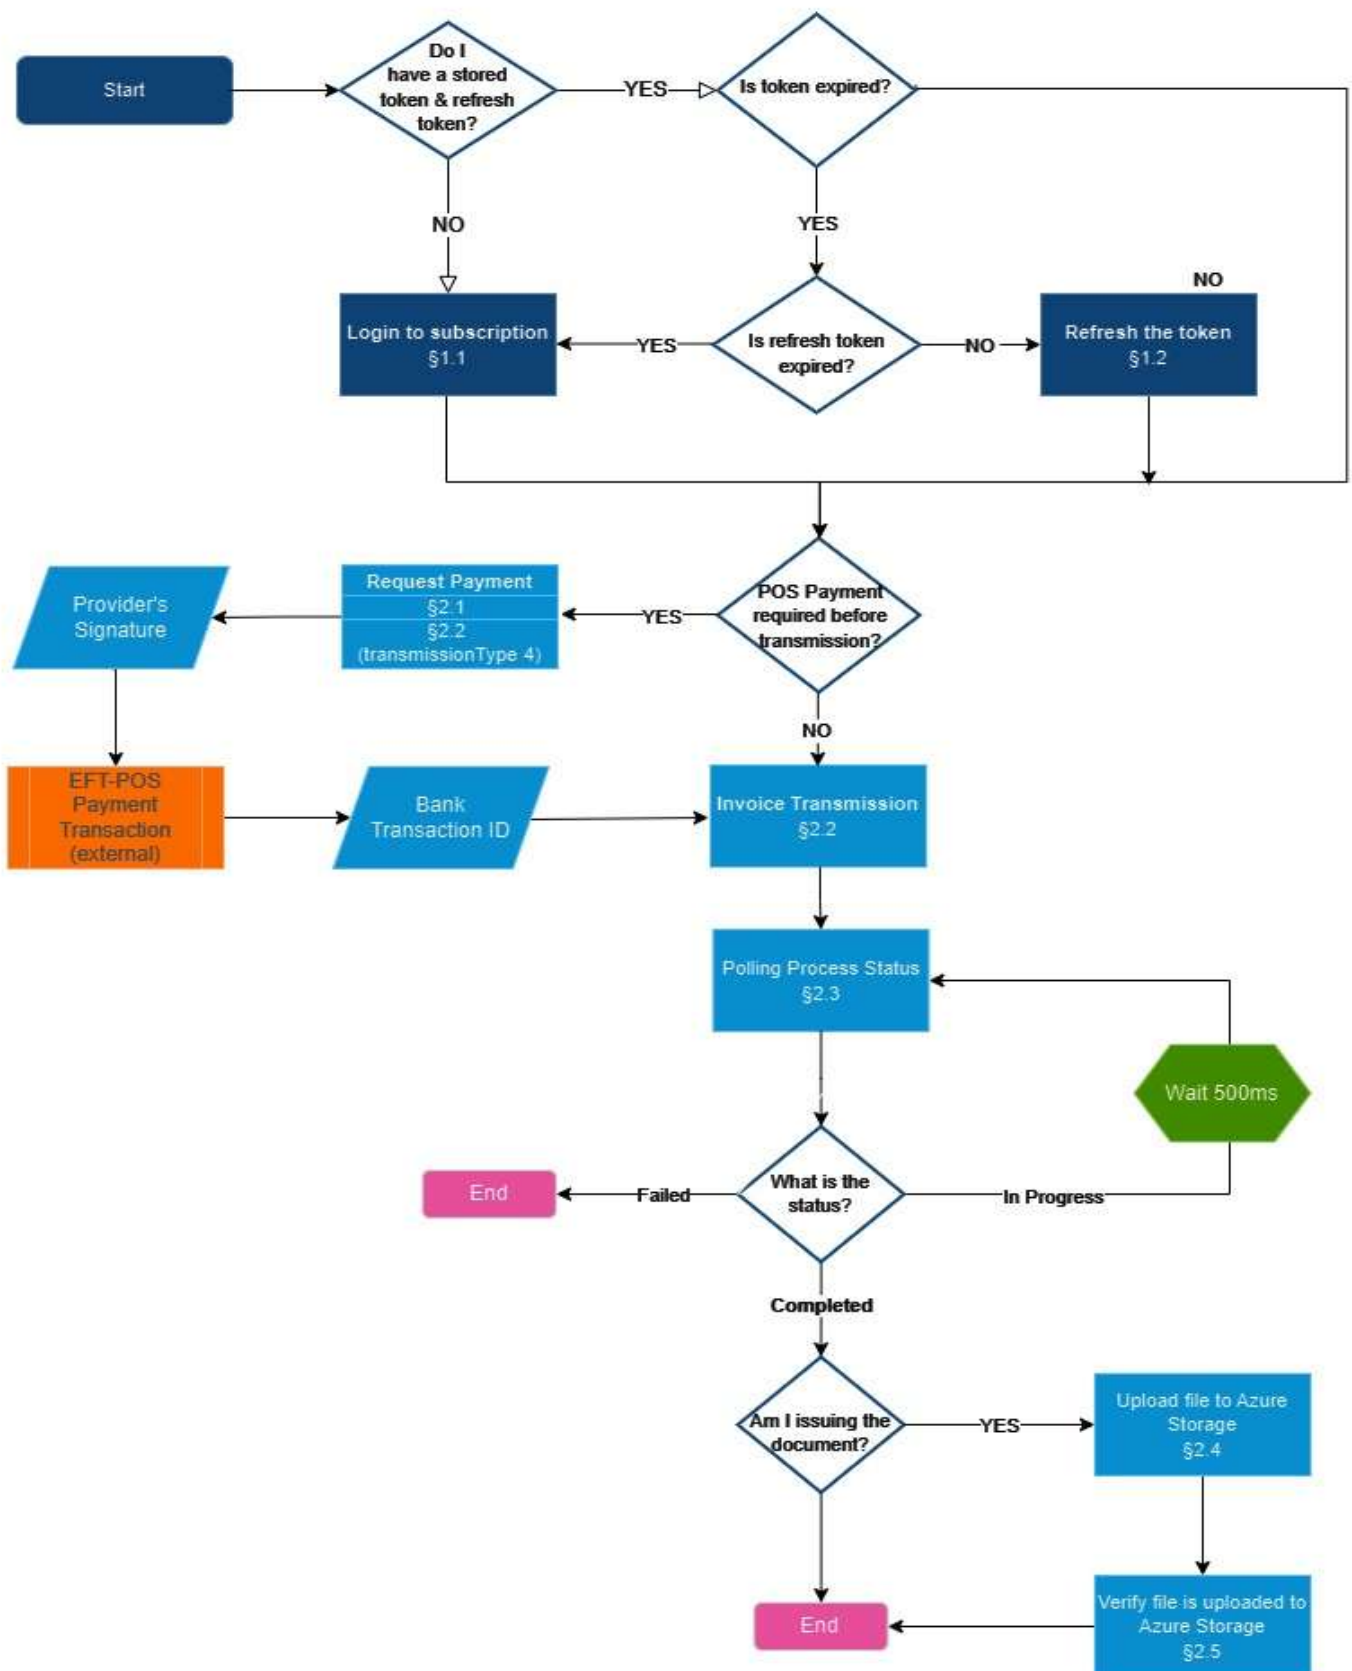 Do I
have a stored
token & refresh
token?
Start
YES
Is token expired?
NO
YES
NO
Login to subscription
§1.1
YES
Is refresh token
expired?
NO
Refresh the token
§1.2
Provider's
Signature
Request Payment
§2.1
§2.2
(transmissionType 4)
YES
POS Payment
required before
transmission?
NO
EFT-POS
Payment
Transaction
(external)
Bank
Transaction ID
Invoice Transmission
§2.2
Polling Process Status
§2.3
Wait 500ms
End
Failed
What is the
status?
In Progress
Completed
Am I issuing the
document?
YES
Upload file to Azure
Storage
§2.4
End
Verify file is uploaded to
Azure Storage
§2.5